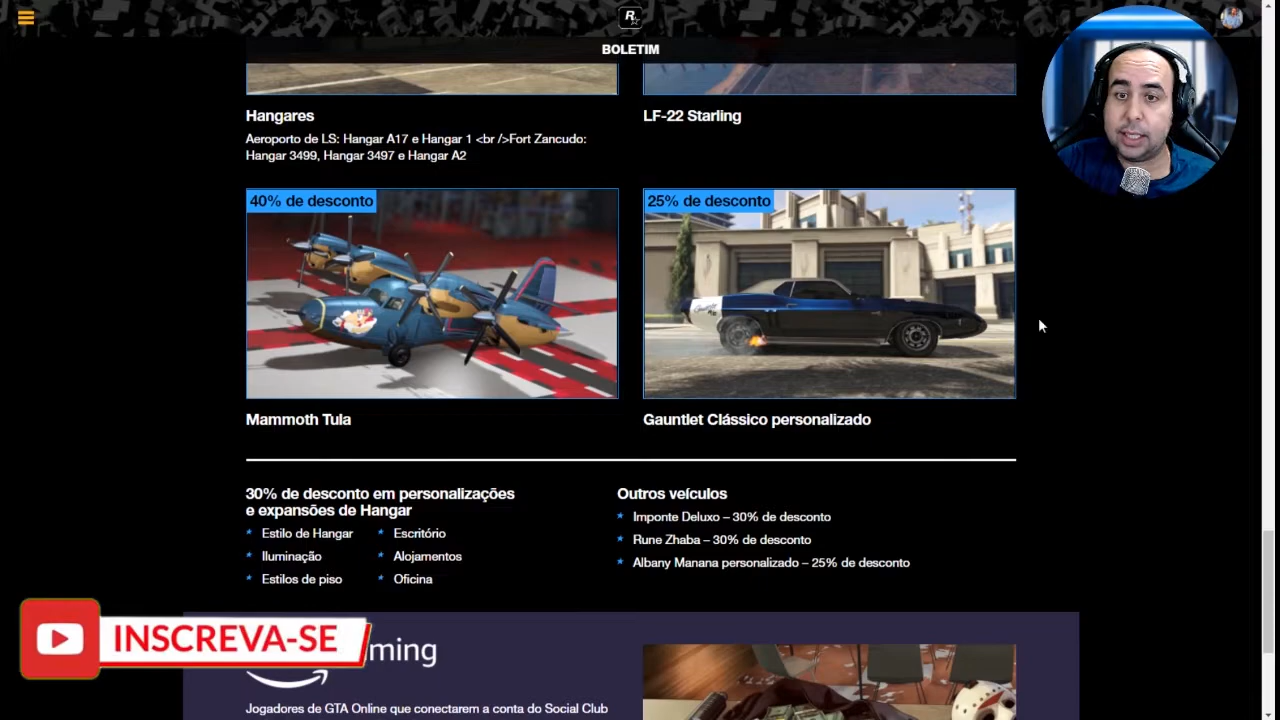 R
BOLETIM
Hangares
Aeroporto de LS: Hangar A17 e Hangar 1 <br />Fort Zancudo:
Hangar 3499, Hangar 3497 e Hangar A2
LF-22 Starling
40% de desconto
25% de desconto
Mammoth Tula
Gauntlet Clássico personalizado
30% de desconto em personalizações
e expansões de Hangar
Estilo de Hangar
Iluminação
Estilos de piso
Escritório
Alojamentos
Oficina
Outros veículos
Imponte Deluxo – 30% de desconto
Rune Zhaba – 30% de desconto
Albany Manana personalizado – 25% de desconto
INSCREVA-SE
ming
Jogadores de GTA Online que conectarem a conta do Social Club